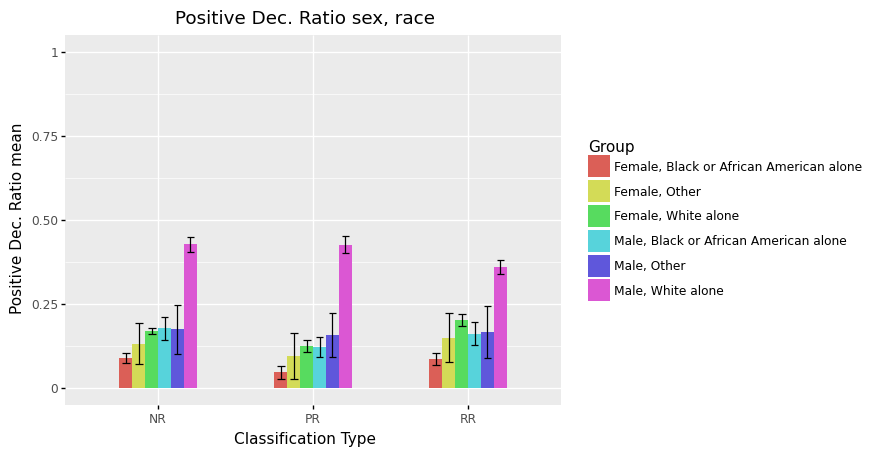 Positive Dec. Ratio sex, race
Positive Dec. Ratio mean
1
0.75
0.50
0.25
0
NR
PR
RR
Classification Type
Group
Female, Black or African American alone
Female, Other
Female, White alone
Male, Black or African American alone
Male, Other
Male, White alone